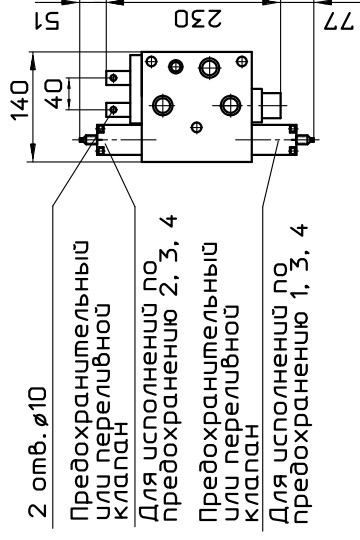 51
230
77
140
40
2 отв. ø10
Предохранительный
или переливной
клапан
Для исполнений по
предохранению 2, 3, 4
Предохранительный
или переливной
клапан
Для исполнений по
предохранению 1, 3, 4